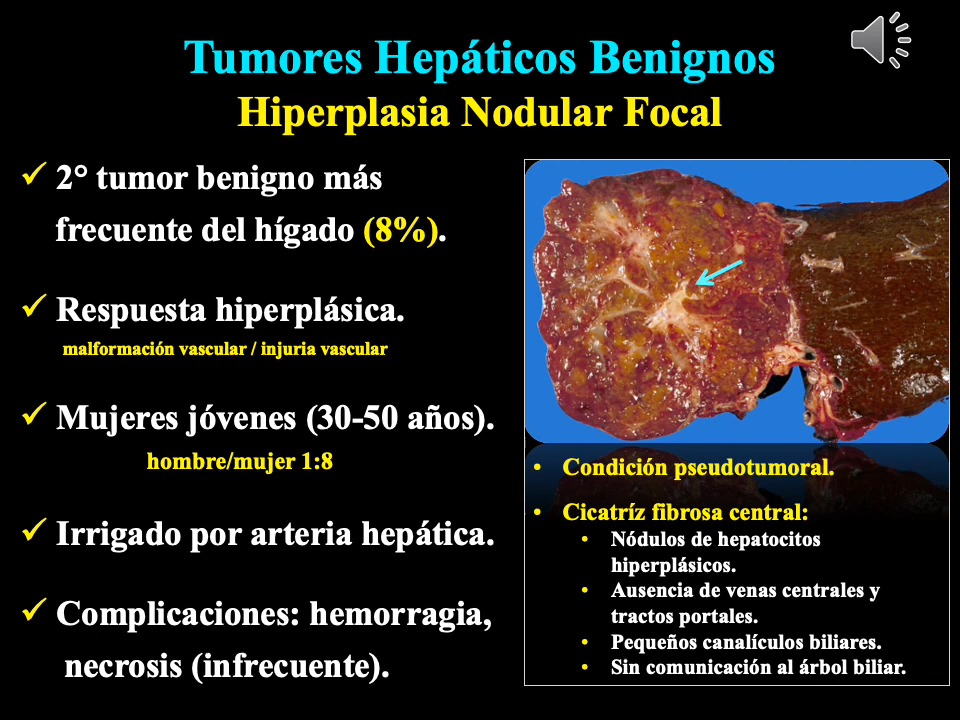 Tumores Hepáticos Benignos
Hiperplasia Nodular Focal
✓ 2° tumor benigno más
frecuente del hígado (8%).
✓ Respuesta hiperplásica.
malformación vascular / injuria vascular
✓ Mujeres jóvenes (30-50 años).
hombre/mujer 1:8
✓ Irrigado por arteria hepática.
✓ Complicaciones: hemorragia,
necrosis (infrecuente).
• Condición pseudotumoral.
• Cicatríz fibrosa central:
• Nódulos de hepatocitos
hiperplásicos.
• Ausencia de venas centrales y
tractos portales.
• Pequeños canalículos biliares.
• Sin comunicación al árbol biliar.